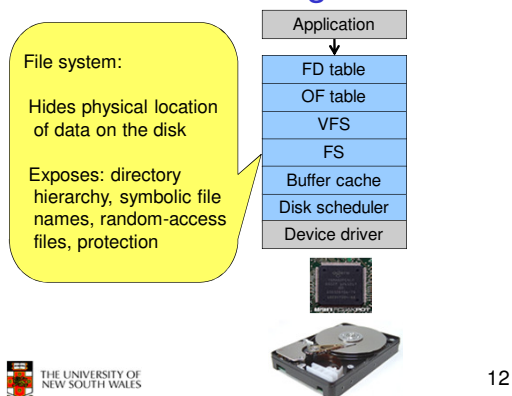 Application
File system:
Hides physical location
of data on the disk
Exposes: directory
hierarchy, symbolic file
names, random-access
files, protection
FD table
OF table
VFS
FS
Buffer cache
Disk scheduler
Device driver
THE UNIVERSITY OF
NEW SOUTH WALES
12